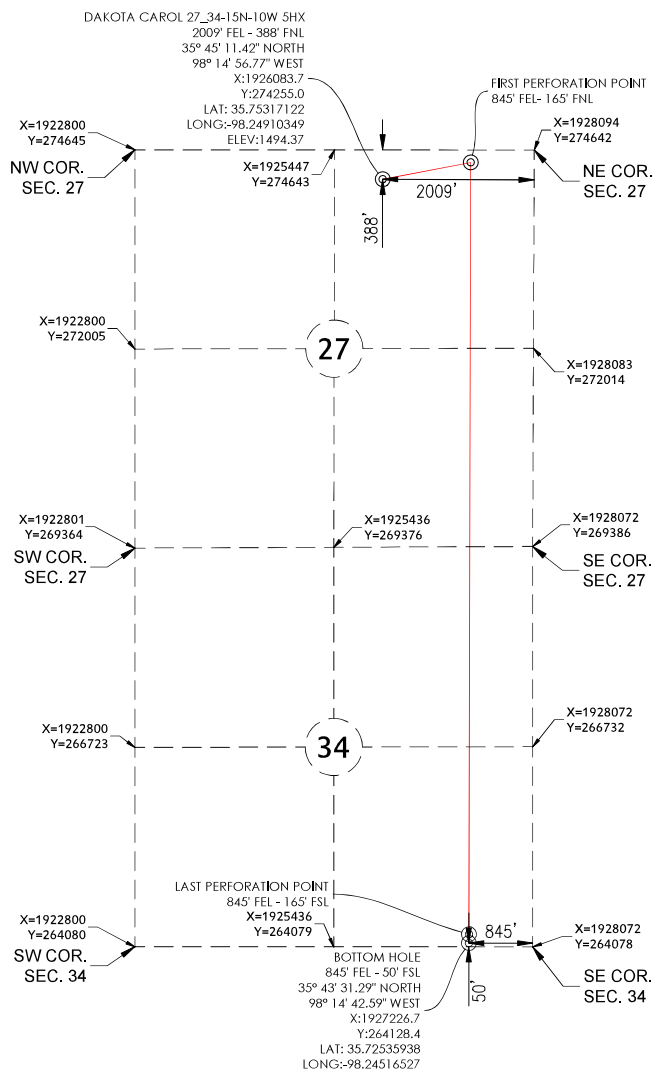 DAKOTA CAROL 27_34-15N-10W 5HX
2009' FEL - 388' FNL
35° 45' 11.42" NORTH
98° 14' 56.77" WEST
X:1926083.7
Y:274255.0
LAT: 35.75317122
LONG:-98.24910349
ELEV:1494.37
FIRST PERFORATION POINT
845' FEL- 165' FNL
X=1922800
Y=274645
NW COR.
SEC. 27
X=1925447
Y=274643
X=1928094
Y=274642
NE COR.
SEC. 27
2009'
388'
X=1922800
Y=272005
27
X=1928083
Y=272014
X=1922801
Y=269364
SW COR.
SEC. 27
X=1925436
Y=269376
X=1928072
Y=269386
SE COR.
SEC. 27
X=1922800
Y=266723
34
X=1928072
Y=266732
LAST PERFORATION POINT
845' FEL - 165' FSL
X=1925436
Y=264079
X=1922800
Y=264080
SW COR.
SEC. 34
845'
X=1928072
Y=264078
SE COR.
SEC. 34
50'
BOTTOM HOLE
845' FEL - 50' FSL
35° 43' 31.29" NORTH
98° 14' 42.59" WEST
X:1927226.7
Y:264128.4
LAT: 35.72535938
LONG:-98.24516527